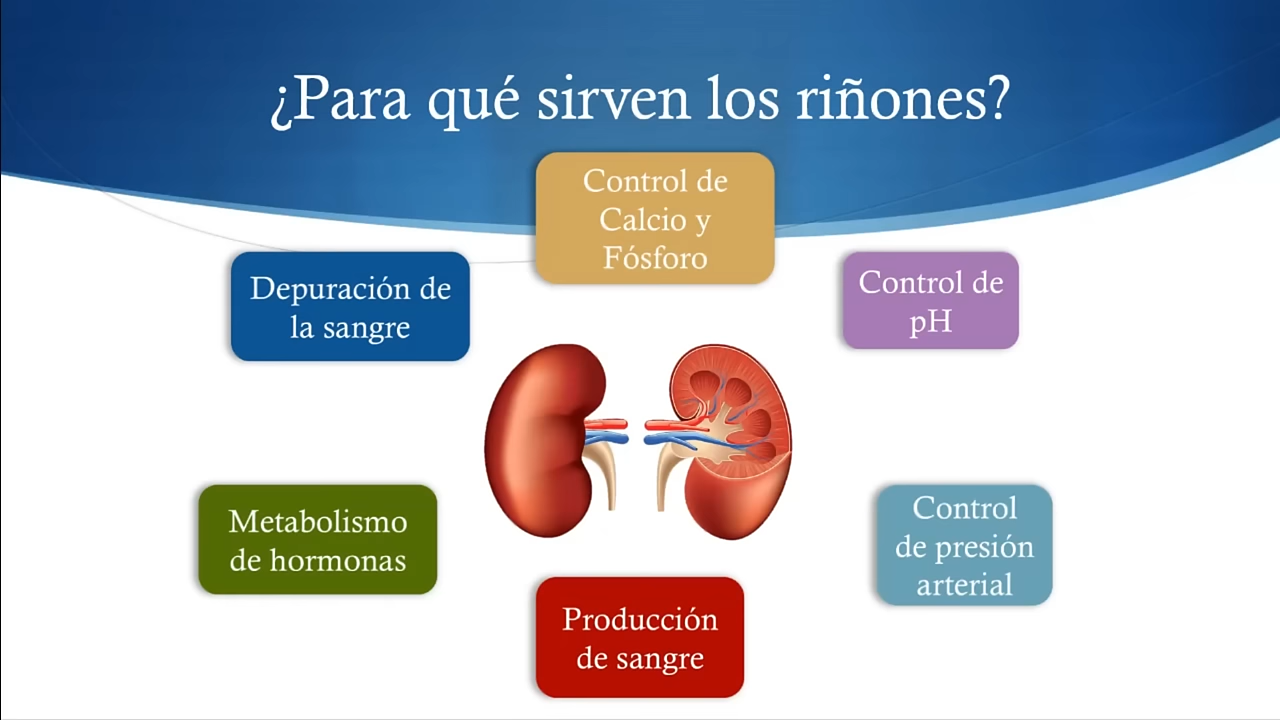 ¿Para qué sirven los riñones?
Control de
Calcio y
Fósforo
Depuración de
la sangre
Control de
pH
Metabolismo
de hormonas
Control
de presión
arterial
Producción
de sangre